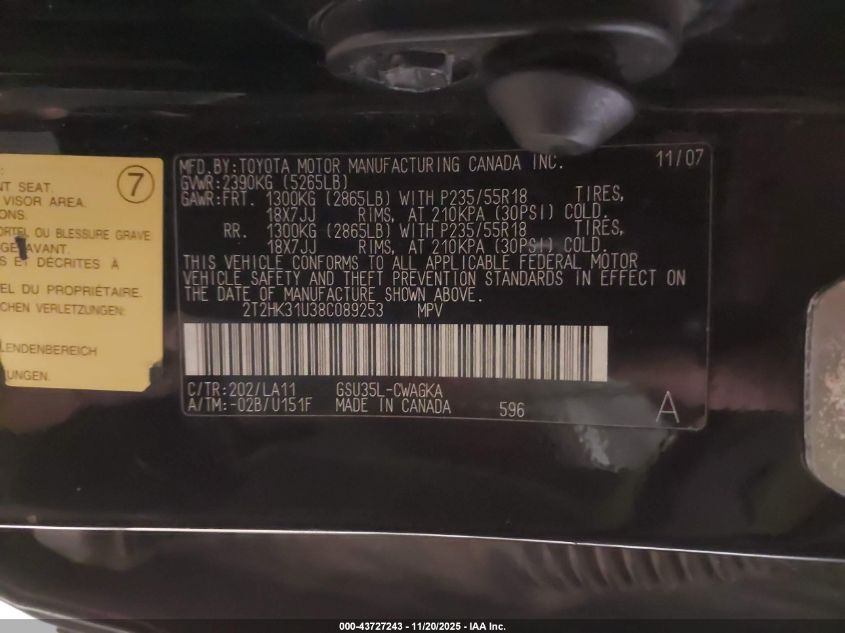 :
NT SEAT.
VISOR AREA.
IONS.
ORTEL OU BLESSURE GRAVE
AVANT.
S ET DÉCRITES À
EL DU PROPRIÉTAIRE.
ICHEN VERLETZUNGEN:
LENDENBEREICH
UNGEN.
7
MFD.BY:TOYOTA MOTOR MANUFACTURING CANADA INC. 11/07
GVWR:2390KG (5265LB)
GAWR:FRT. 1300KG (2865LB) WITH P235/55R18 TIRES,
18X7JJ RIMS, AT 210KPA (30PSI) COLD.
RR. 1300KG (2865LB) WITH P235/55R18 TIRES,
18X7JJ RIMS, AT 210KPA (30PSI) COLD.
THIS VEHICLE CONFORMS TO ALL APPLICABLE FEDERAL MOTOR
VEHICLE SAFETY AND THEFT PREVENTION STANDARDS IN EFFECT ON
THE DATE OF MANUFACTURE SHOWN ABOVE.
2T2HK31U38C089253 MPV
C/TR:202/LA11 GSU35L-CWAGKA
A/TM:-02B/U151F MADE IN CANADA 596 A
000-43727243 - 11/20/2025 - IAA Inc.